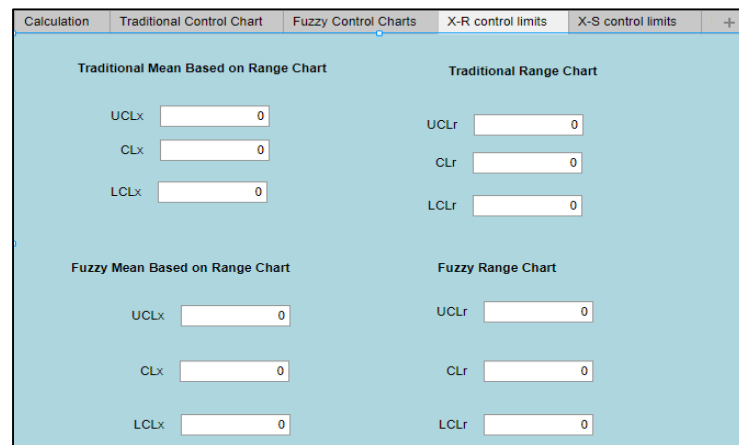 Calculation Traditional Control Chart Fuzzy Control Charts X-R control limits X-S control limits +
Traditional Mean Based on Range Chart
UCLx 0
CLx 0
LCLx 0
Traditional Range Chart
UCLr 0
CLr 0
LCLr 0
Fuzzy Mean Based on Range Chart
UCLx 0
CLx 0
LCLx 0
Fuzzy Range Chart
UCLr 0
CLr 0
LCLr 0